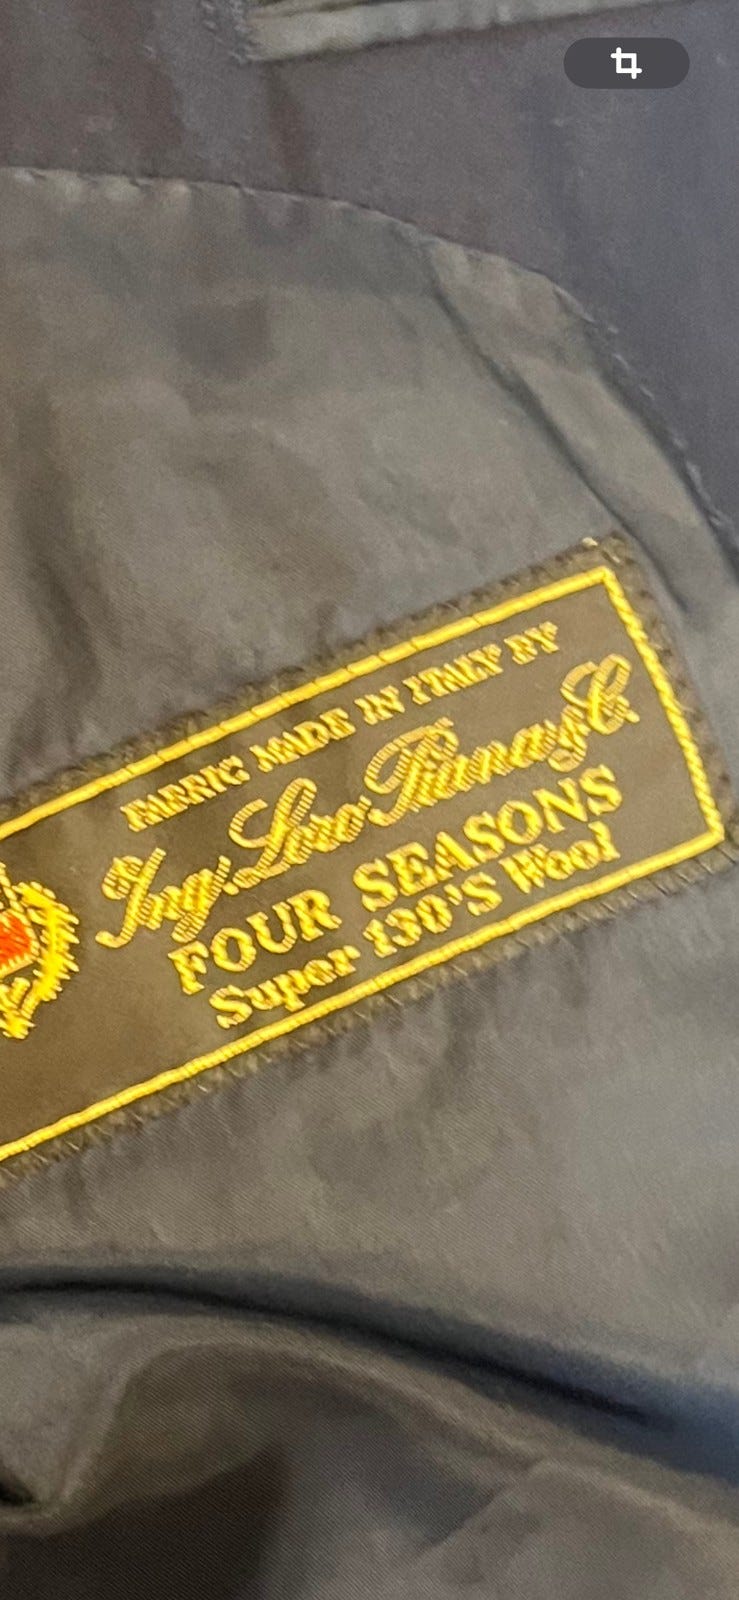 FABRIC MADE IN ITALY BY
Ing. Loro Piana & C.
FOUR SEASONS
Super 130'S Wool